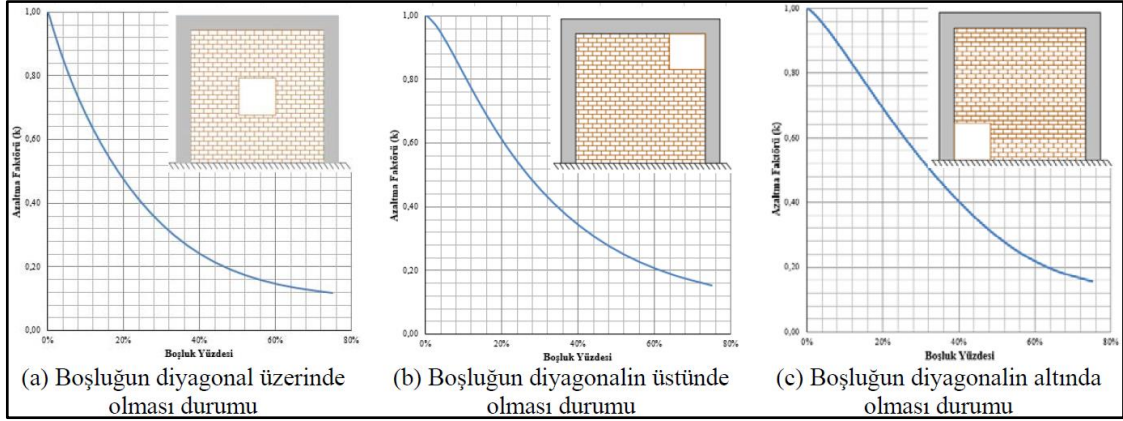 1,00
0,80
0,60
0,40
0,20
0,00
Azaltma Faktörü (k)
0%
20%
40%
60%
80%
Boşluk Yüzdesi
(a) Boşluğun diyagonal üzerinde
olması durumu
1,00
0,80
0,60
0,40
0,20
0,00
Azaltma Faktörü (k)
0%
20%
40%
60%
80%
Boşluk Yüzdesi
(b) Boşluğun diyagonalin üstünde
olması durumu
1,00
0,80
0,60
0,40
0,20
0,00
Azaltma Faktörü (k)
0%
20%
40%
60%
80%
Boşluk Yüzdesi
(c) Boşluğun diyagonalin altında
olması durumu